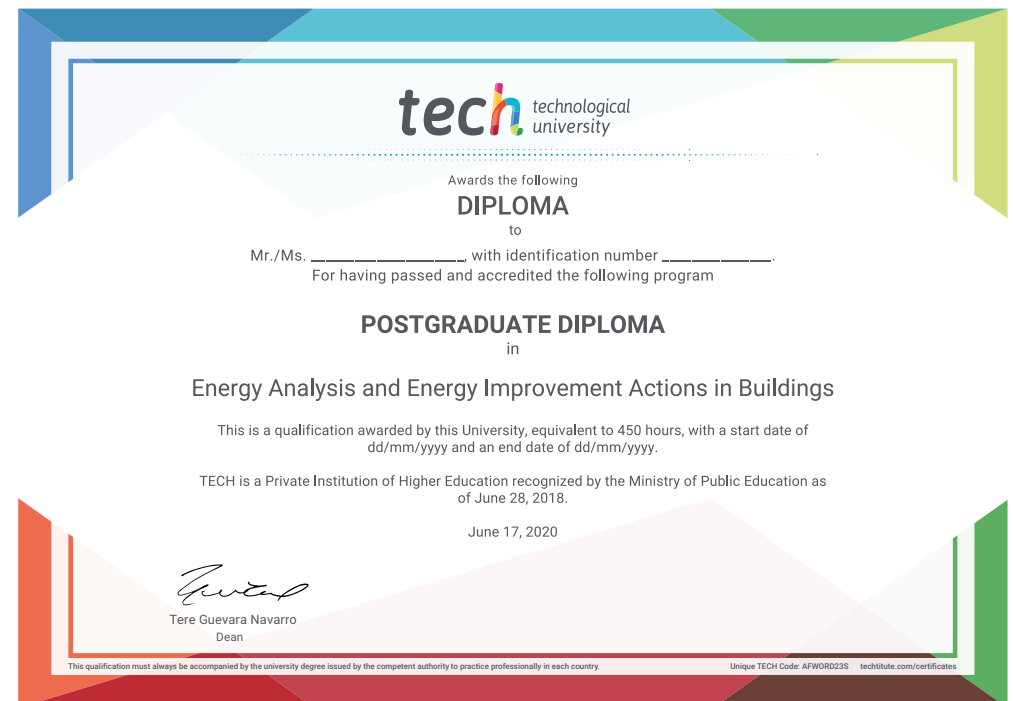 tech technological
university
Awards the following
DIPLOMA
to
Mr./Ms. ____________________, with identification number ______________.
For having passed and accredited the following program
POSTGRADUATE DIPLOMA
in
Energy Analysis and Energy Improvement Actions in Buildings
This is a qualification awarded by this University, equivalent to 450 hours, with a start date of
dd/mm/yyyy and an end date of dd/mm/yyyy.
TECH is a Private Institution of Higher Education recognized by the Ministry of Public Education as
of June 28, 2018.
June 17, 2020
Tere Guevara Navarro
Dean
This qualification must always be accompanied by the university degree issued by the competent authority to practice professionally in each country. Unique TECH Code: AFWORD23S techtitute.com/certificates